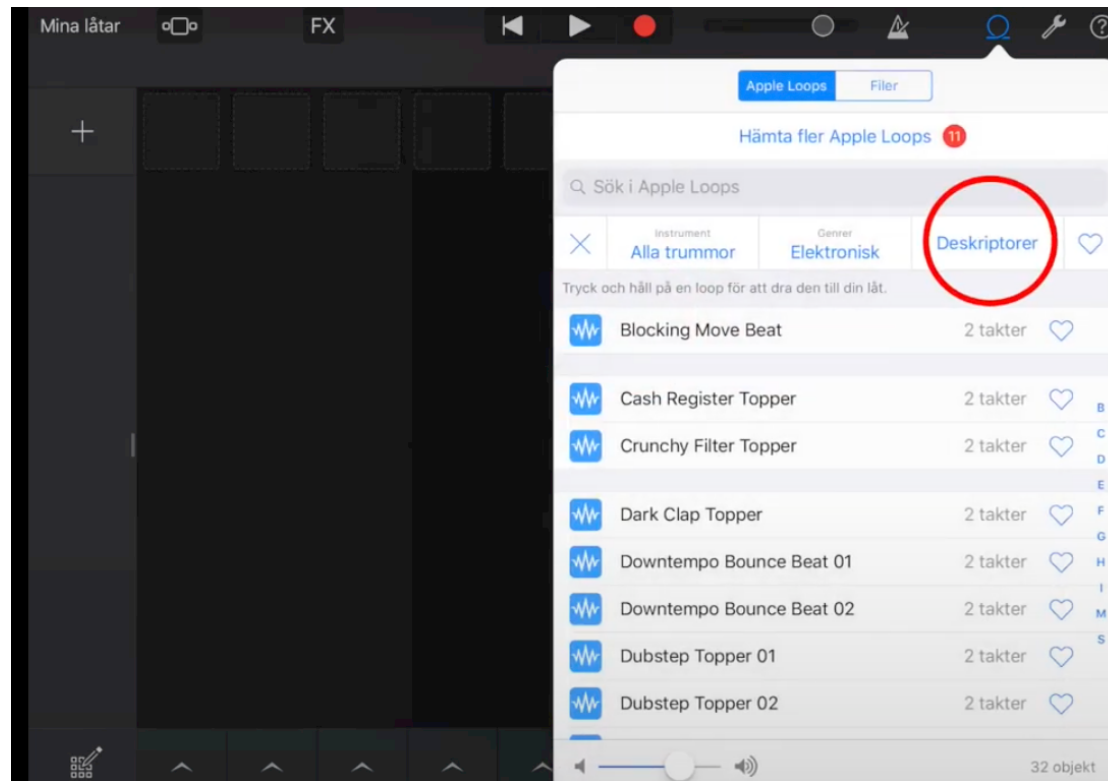 Mina låtar
FX
Apple Loops Filer
Hämta fler Apple Loops 11
Sök i Apple Loops
Instrument Genrer
Alla trummor Elektronisk Deskriptorer
Tryck och håll på en loop för att dra den till din låt.
Blocking Move Beat 2 takter
Cash Register Topper 2 takter
Crunchy Filter Topper 2 takter
Dark Clap Topper 2 takter
Downtempo Bounce Beat 01 2 takter
Downtempo Bounce Beat 02 2 takter
Dubstep Topper 01 2 takter
Dubstep Topper 02 2 takter
B
C
D
E
F
G
H
I
M
S
32 objekt